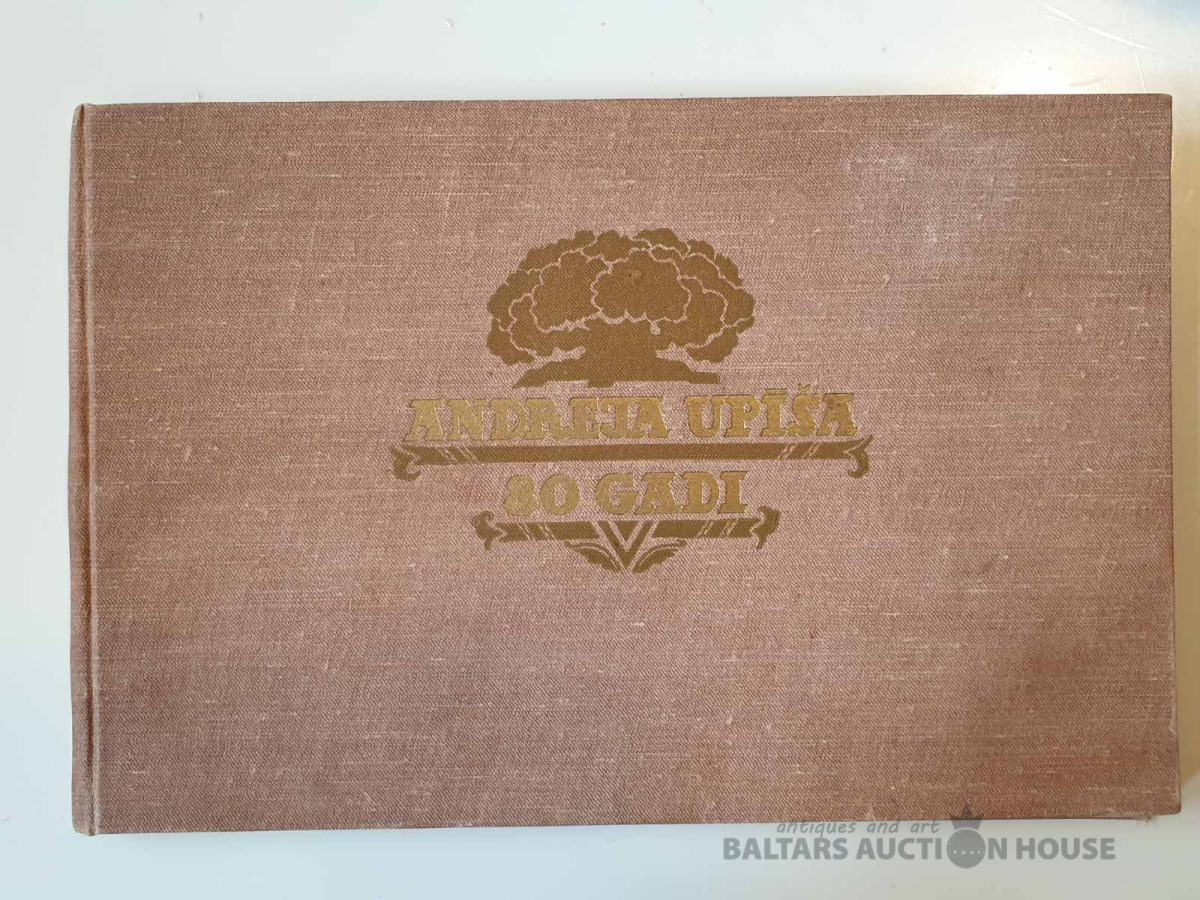 ANDREJA UPĪŠA
80 GADI
antiques and art
BALTARS AUCTION HOUSE